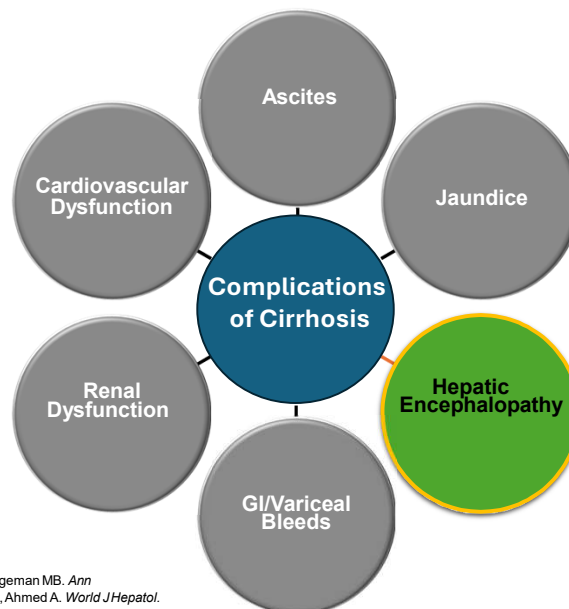 Ascites
Cardiovascular
Dysfunction
Jaundice
Complications
of Cirrhosis
Renal
Dysfunction
Hepatic
Encephalopathy
GI/Variceal
Bleeds
geman MB. Ann
, Ahmed A. World J Hepatol.